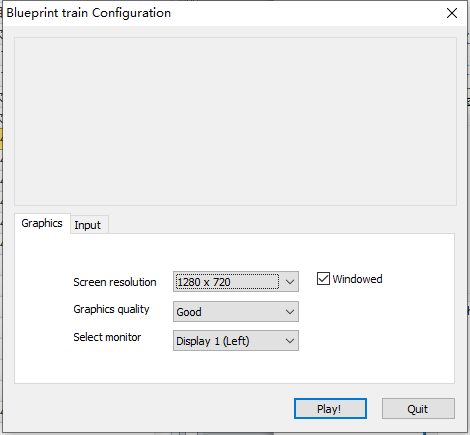 Blueprint train Configuration
Graphics Input
Screen resolution 1280 x 720 Windowed
Graphics quality Good
Select monitor Display 1 (Left)
Play! Quit